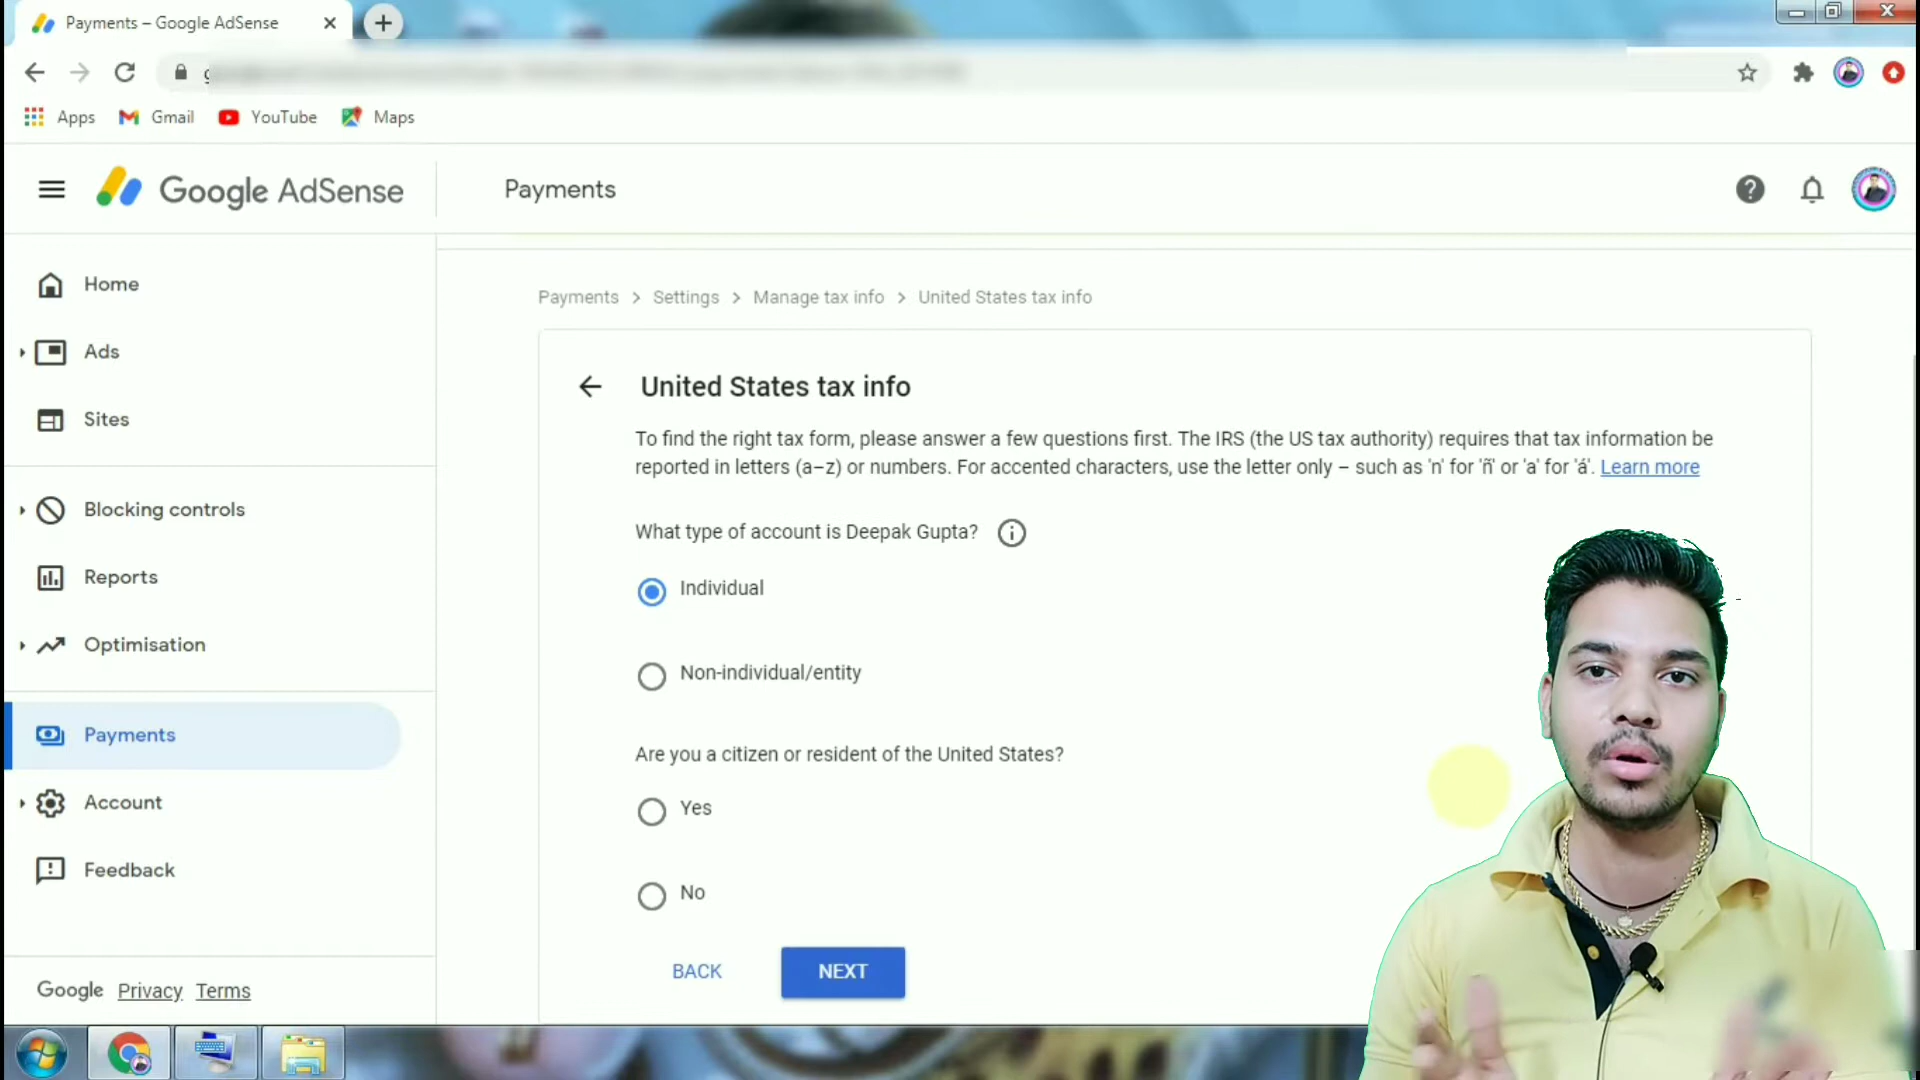 Payments – Google AdSense
Apps Gmail YouTube Maps
Google AdSense Payments
Home
Ads
Sites
Blocking controls
Reports
Optimisation
Payments
Account
Feedback
Google Privacy Terms
Payments > Settings > Manage tax info > United States tax info
United States tax info
To find the right tax form, please answer a few questions first. The IRS (the US tax authority) requires that tax information be
reported in letters (a–z) or numbers. For accented characters, use the letter only – such as 'n' for 'ñ' or 'a' for 'á'. Learn more
What type of account is Deepak Gupta?
Individual
Non-individual/entity
Are you a citizen or resident of the United States?
Yes
No
BACK NEXT